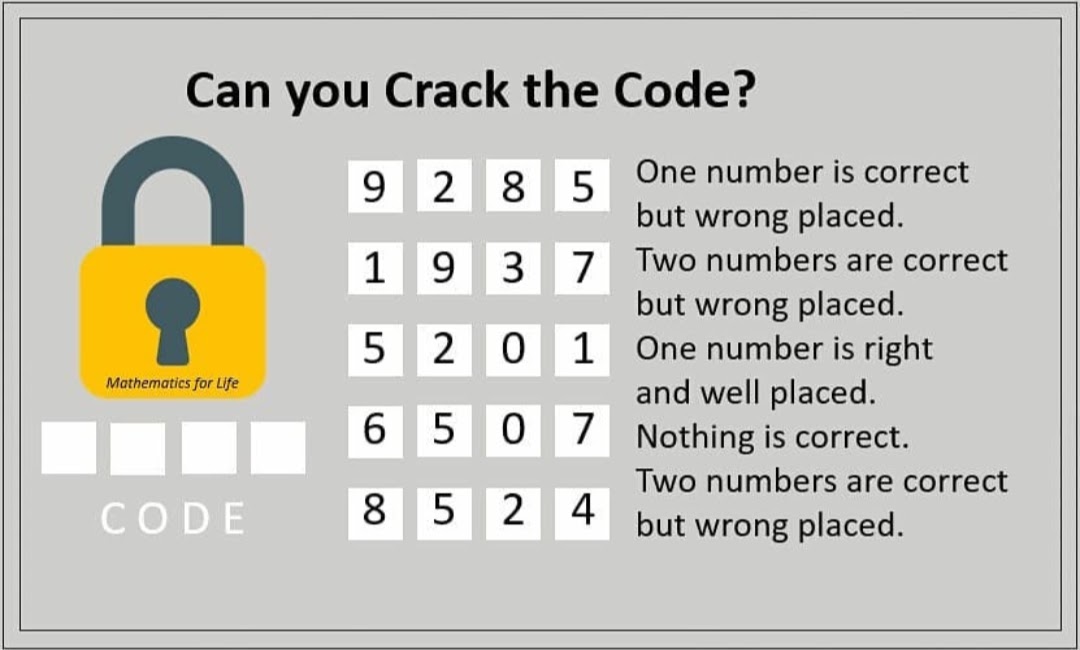 Can you Crack the Code?
9 2 8 5 One number is correct
but wrong placed.
1 9 3 7 Two numbers are correct
but wrong placed.
5 2 0 1 One number is right
and well placed.
6 5 0 7 Nothing is correct.
8 5 2 4 Two numbers are correct
but wrong placed.
Mathematics for Life
CODE